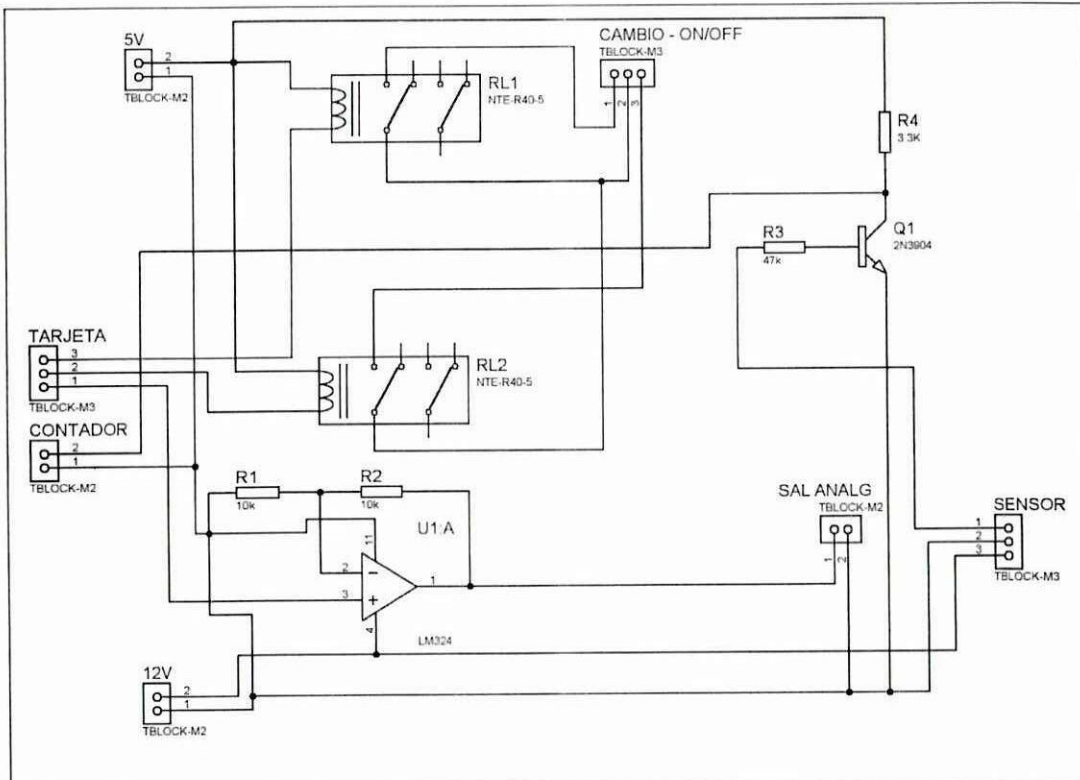 5V
2
1
TBLOCK-M2
RL1
NTE-R40-5
CAMBIO - ON/OFF
TBLOCK-M3
1
2
3
R4
3.3K
R3
47k
Q1
2N3904
TARJETA
3
2
1
TBLOCK-M3
RL2
NTE-R40-5
CONTADOR
2
1
TBLOCK-M2
R1
10k
R2
10k
U1:A
11
2
3
1
4
LM324
SAL ANALG
TBLOCK-M2
1
2
SENSOR
1
2
3
TBLOCK-M3
12V
2
1
TBLOCK-M2